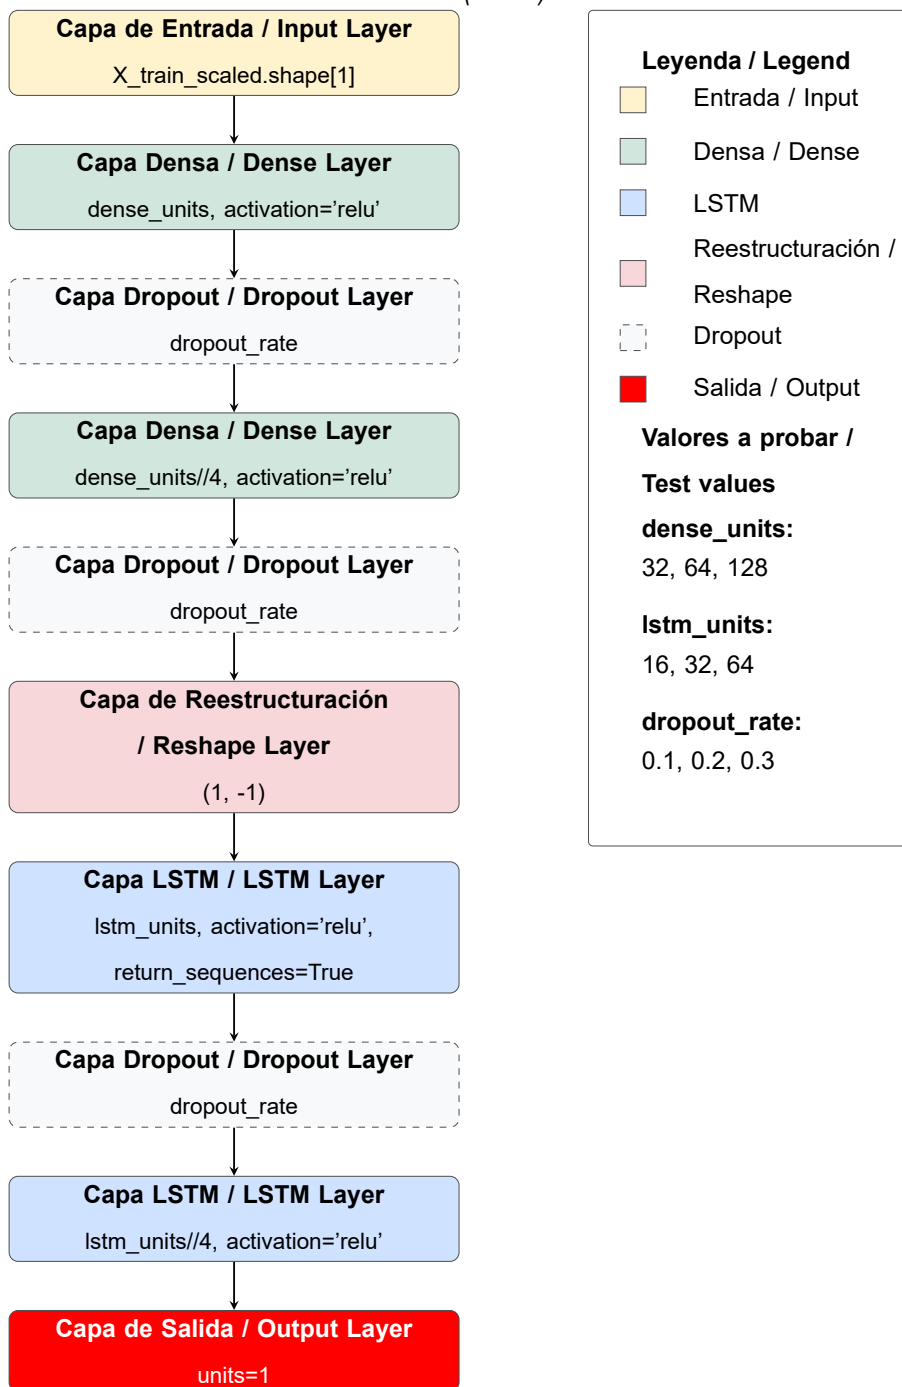 Capa de Entrada / Input Layer
X_train_scaled.shape[1]
Capa Densa / Dense Layer
dense_units, activation=’relu’
Capa Dropout / Dropout Layer
dropout_rate
Capa Densa / Dense Layer
dense_units//4, activation=’relu’
Capa Dropout / Dropout Layer
dropout_rate
Capa de Reestructuración
/ Reshape Layer
(1, -1)
Capa LSTM / LSTM Layer
lstm_units, activation=’relu’,
return_sequences=True
Capa Dropout / Dropout Layer
dropout_rate
Capa LSTM / LSTM Layer
lstm_units//4, activation=’relu’
Capa de Salida / Output Layer
units=1
Leyenda / Legend
Entrada / Input
Densa / Dense
LSTM
Reestructuración /
Reshape
Dropout
Salida / Output
Valores a probar /
Test values
dense_units:
32, 64, 128
lstm_units:
16, 32, 64
dropout_rate:
0.1, 0.2, 0.3